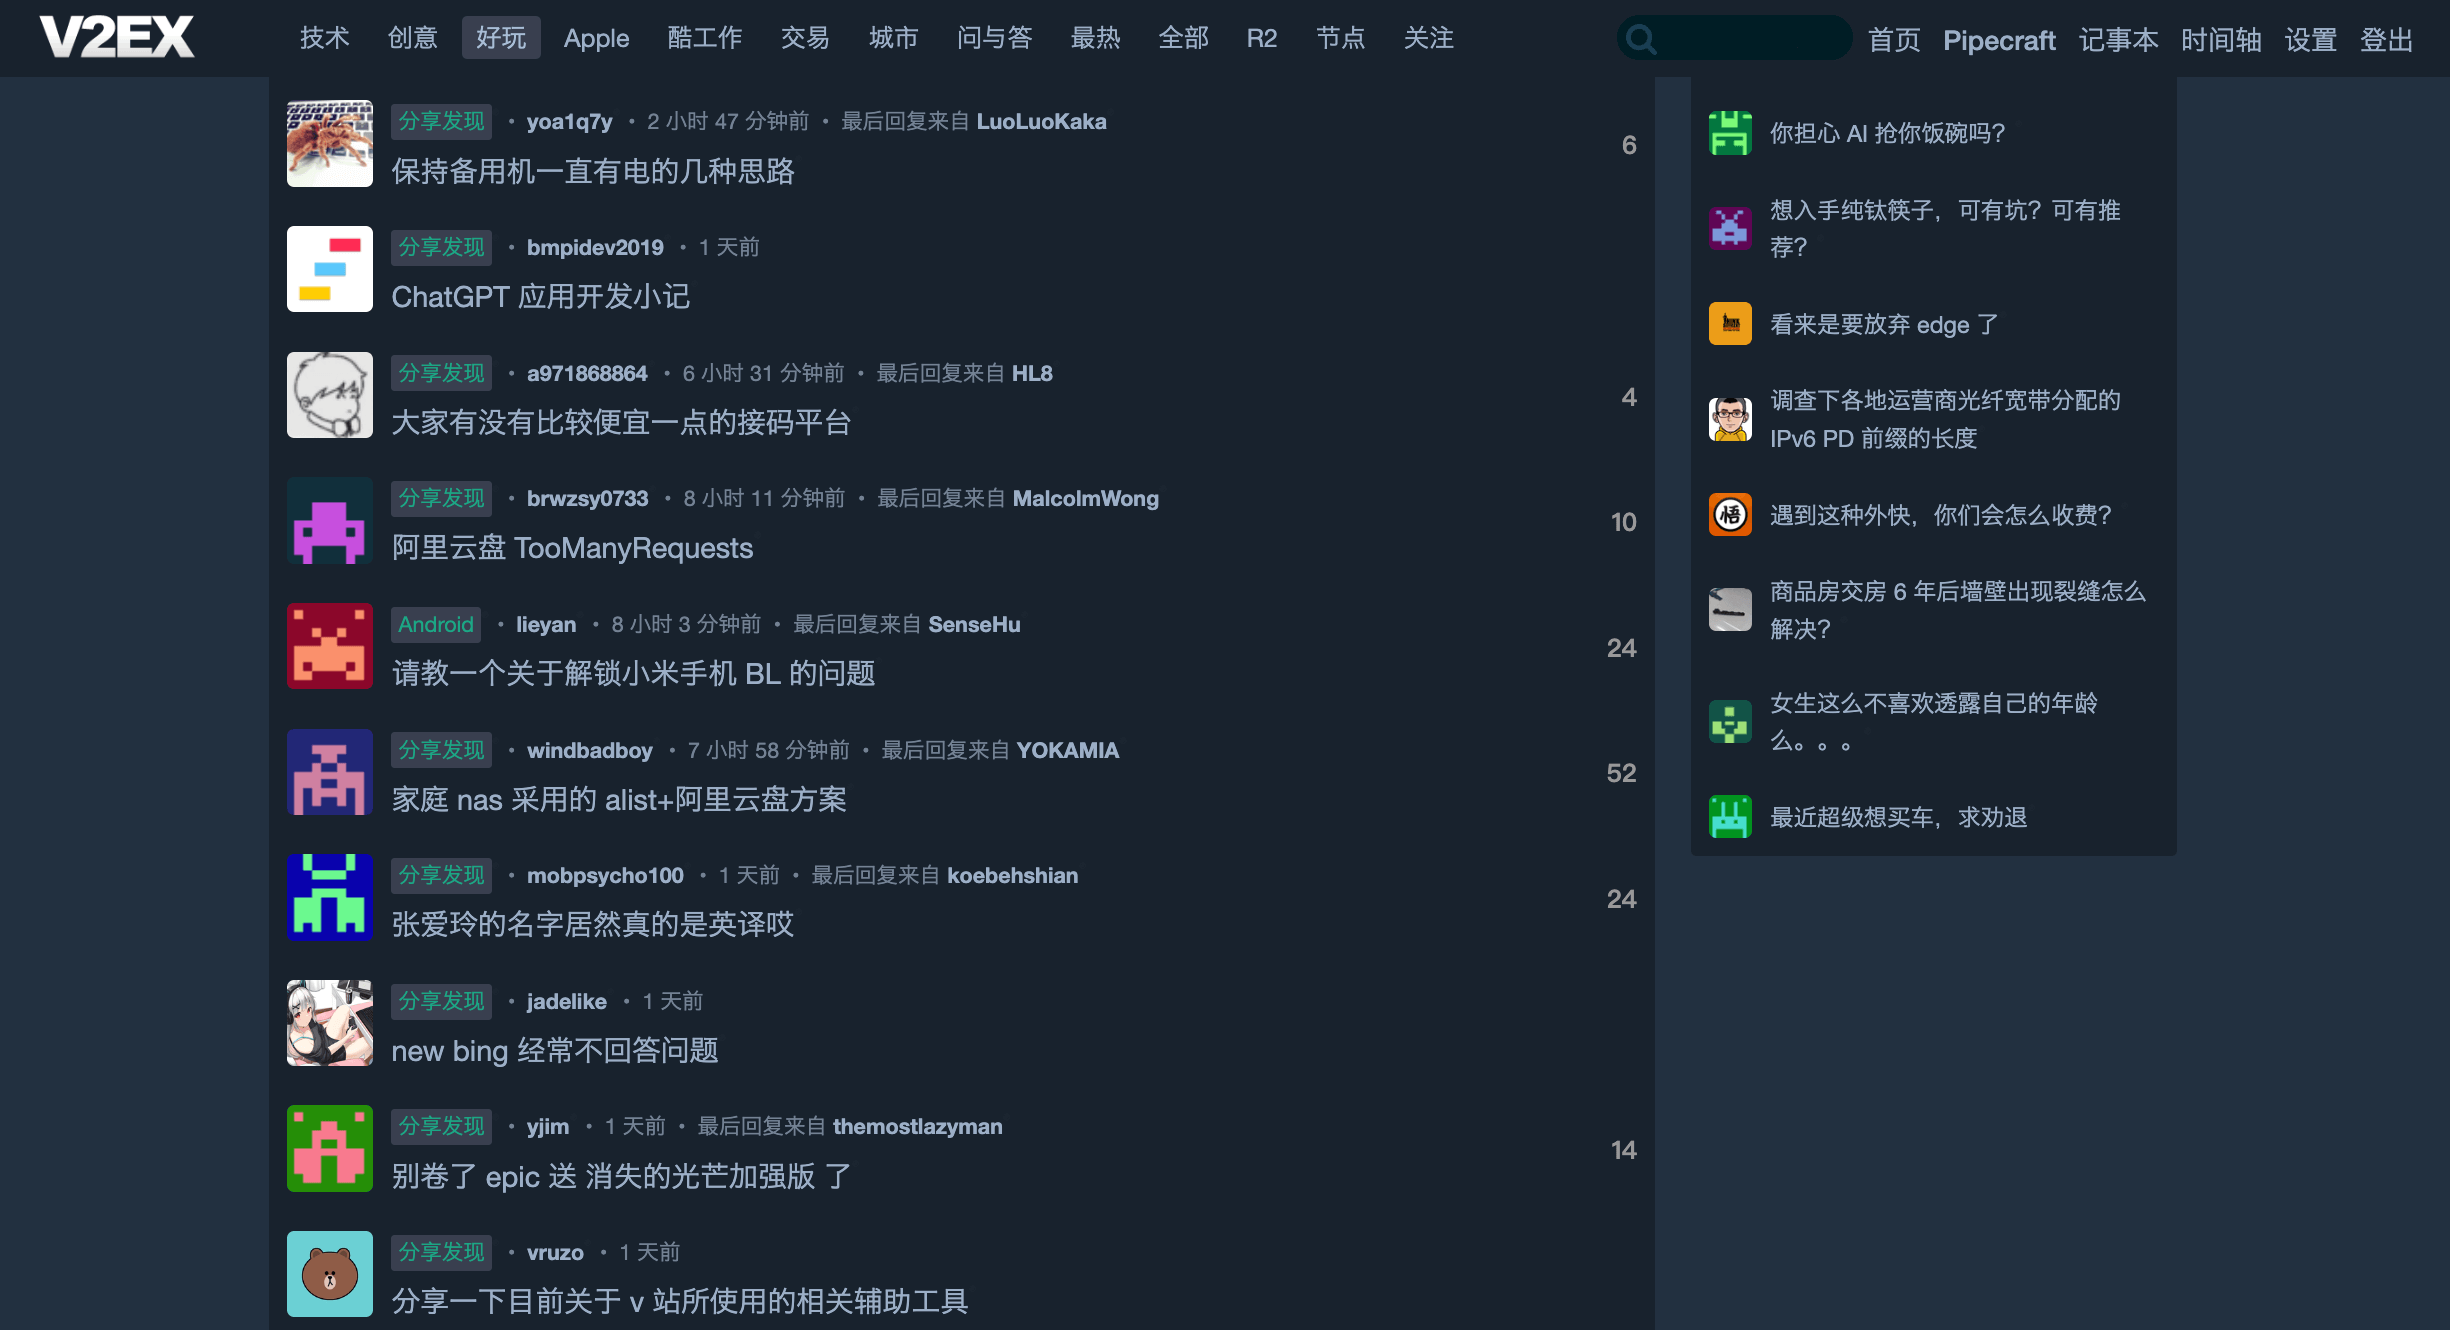 V2EX
技术 创意 好玩 Apple 酷工作 交易 城市 问与答 最热 全部 R2 节点 关注
首页 Pipecraft 记事本 时间轴 设置 登出
分享发现 • yoa1q7y • 2 小时 47 分钟前 • 最后回复来自 LuoLuoKaka
保持备用机一直有电的几种思路
6
分享发现 • bmpidev2019 • 1 天前
ChatGPT 应用开发小记
分享发现 • a971868864 • 6 小时 31 分钟前 • 最后回复来自 HL8
大家有没有比较便宜一点的接码平台
4
分享发现 • brwzsy0733 • 8 小时 11 分钟前 • 最后回复来自 MalcolmWong
阿里云盘 TooManyRequests
10
Android • lieyan • 8 小时 3 分钟前 • 最后回复来自 SenseHu
请教一个关于解锁小米手机 BL 的问题
24
分享发现 • windbadboy • 7 小时 58 分钟前 • 最后回复来自 YOKAMIA
家庭 nas 采用的 alist+阿里云盘方案
52
分享发现 • mobpsycho100 • 1 天前 • 最后回复来自 koebehshian
张爱玲的名字居然真的是英译哎
24
分享发现 • jadelike • 1 天前
new bing 经常不回答问题
分享发现 • yjim • 1 天前 • 最后回复来自 themostlazyman
别卷了 epic 送 消失的光芒加强版 了
14
分享发现 • vruzo • 1 天前
分享一下目前关于 v 站所使用的相关辅助工具
你担心 AI 抢你饭碗吗？
想入手纯钛筷子，可有坑？可有推
荐？
看来是要放弃 edge 了
调查下各地运营商光纤宽带分配的
IPv6 PD 前缀的长度
悟
遇到这种外快，你们会怎么收费？
商品房交房 6 年后墙壁出现裂缝怎么
解决？
女生这么不喜欢透露自己的年龄
么。。。
最近超级想买车，求劝退